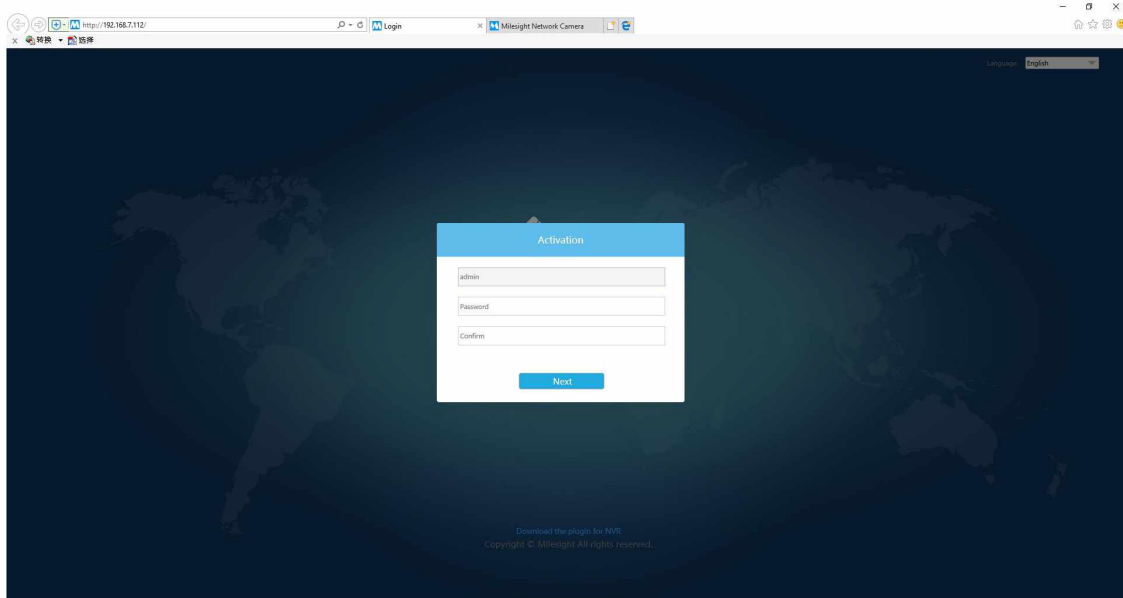 http://192.168.7.112/
Login
Milesight Network Camera
x 转换 选择
Language: English
Activation
admin
Password
Confirm
Next
Download the plugin for NVR
Copyright © Milesight All rights reserved.